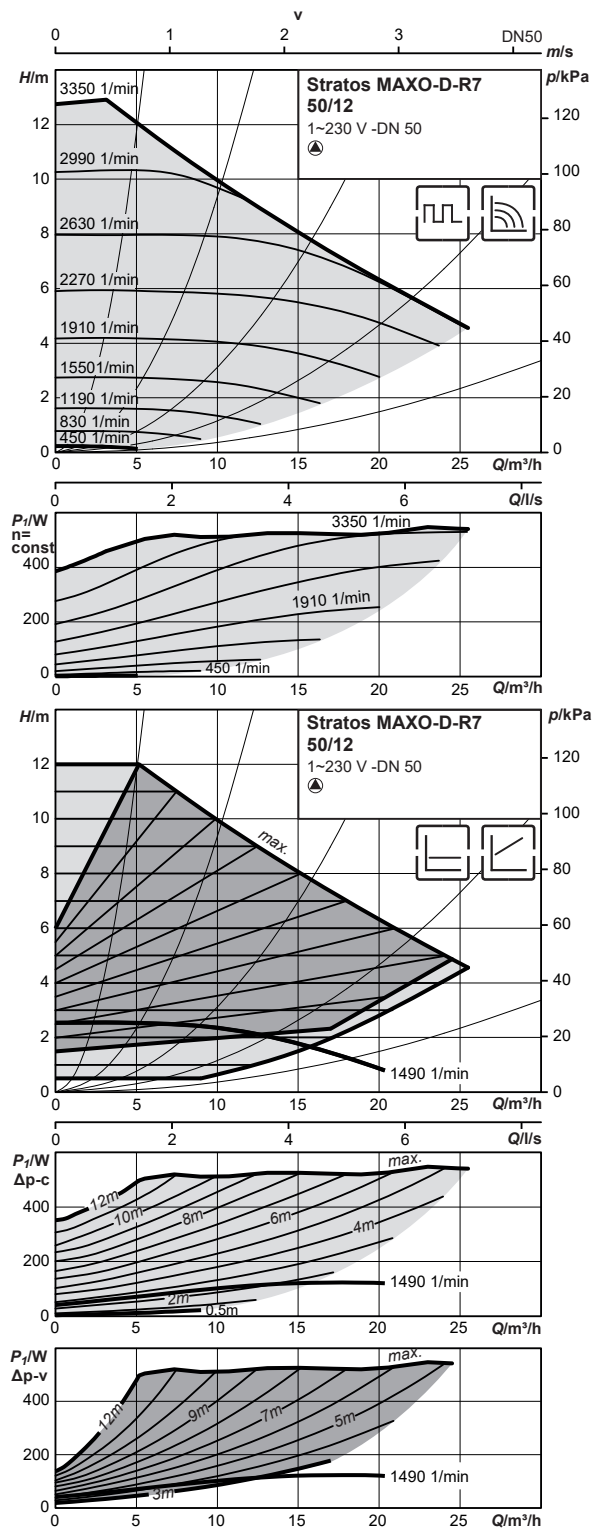 v
0 1 2 3 DN50
m/s
H/m p/kPa
3350 1/min
Stratos MAXO-D-R7
50/12
1~230 V -DN 50
12 120
2990 1/min
10 100
2630 1/min
8 80
2270 1/min
6 60
1910 1/min
4 40
1550 1/min
2 20
1190 1/min
830 1/min
450 1/min
0 0
0 5 10 15 20 25 Q/m³/h
0 2 4 6 Q/l/s
P1/W
n=
const
3350 1/min
400
200
1910 1/min
450 1/min
0
0 5 10 15 20 25 Q/m³/h
H/m p/kPa
Stratos MAXO-D-R7
50/12
1~230 V -DN 50
12 120
10 100
max.
8 80
6 60
4 40
2 20
1490 1/min
0 0
0 5 10 15 20 25 Q/m³/h
0 2 4 6 Q/l/s
P1/W
Δp-c
max.
400
12m
10m
8m
6m
4m
200
1490 1/min
2m
0.5m
0
0 5 10 15 20 25 Q/m³/h
P1/W
Δp-v
max.
400
12m
9m
7m
5m
200
1490 1/min
3m
0
0 5 10 15 20 25 Q/m³/h